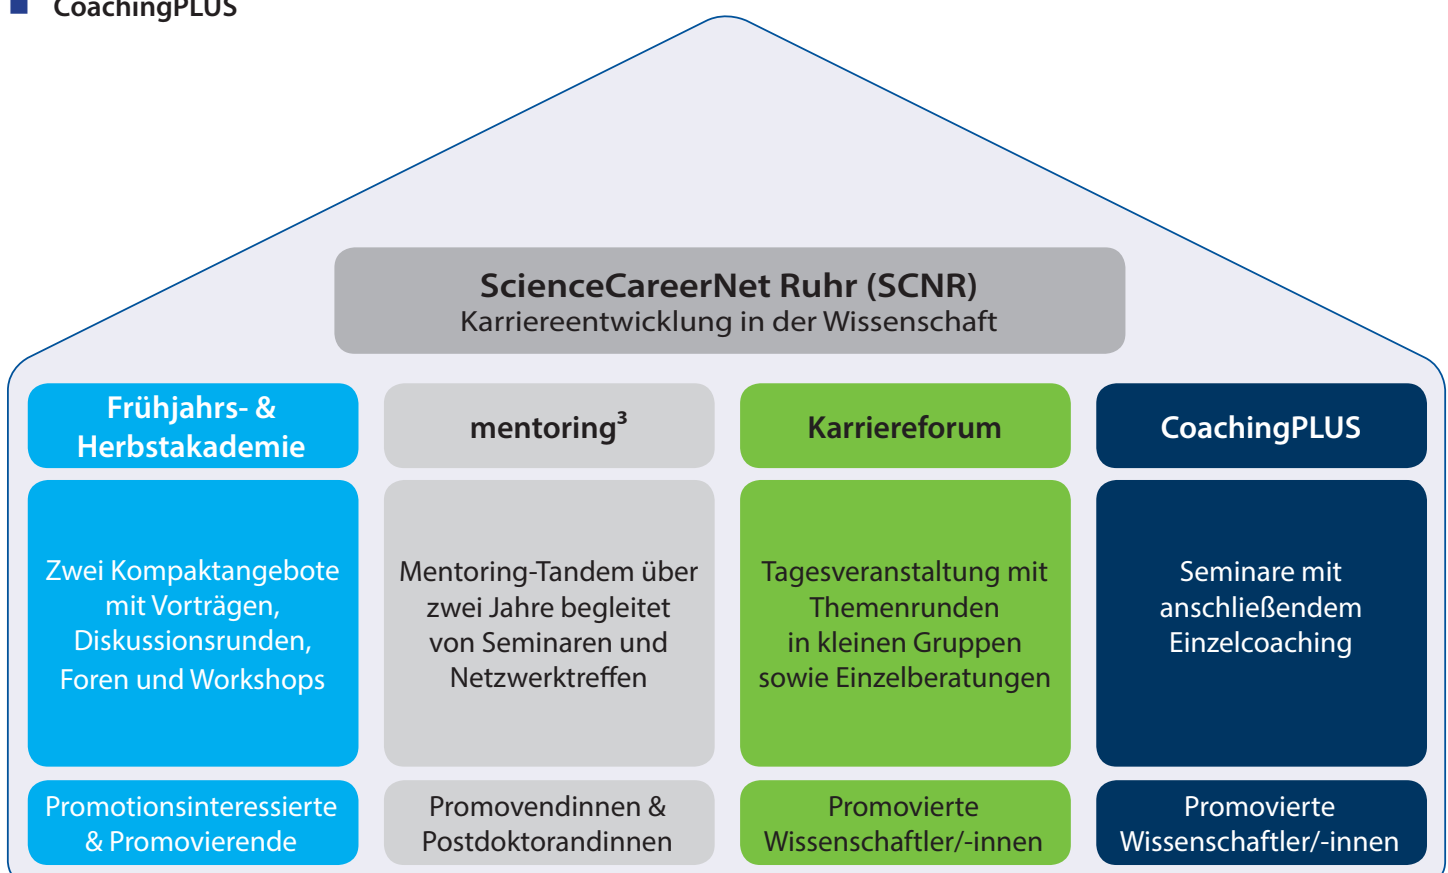 CoachingPLUS
ScienceCareerNet Ruhr (SCNR)
Karriereentwicklung in der Wissenschaft
Frühjahrs- &
Herbstakademie
Zwei Kompaktangebote
mit Vorträgen,
Diskussionsrunden,
Foren und Workshops
Promotionsinteressierte
& Promovierende
mentoring³
Mentoring-Tandem über
zwei Jahre begleitet
von Seminaren und
Netzwerktreffen
Promovendinnen &
Postdoktorandinnen
Karriereforum
Tagesveranstaltung mit
Themenrunden
in kleinen Gruppen
sowie Einzelberatungen
Promovierte
Wissenschaftler/-innen
CoachingPLUS
Seminare mit
anschließendem
Einzelcoaching
Promovierte
Wissenschaftler/-innen